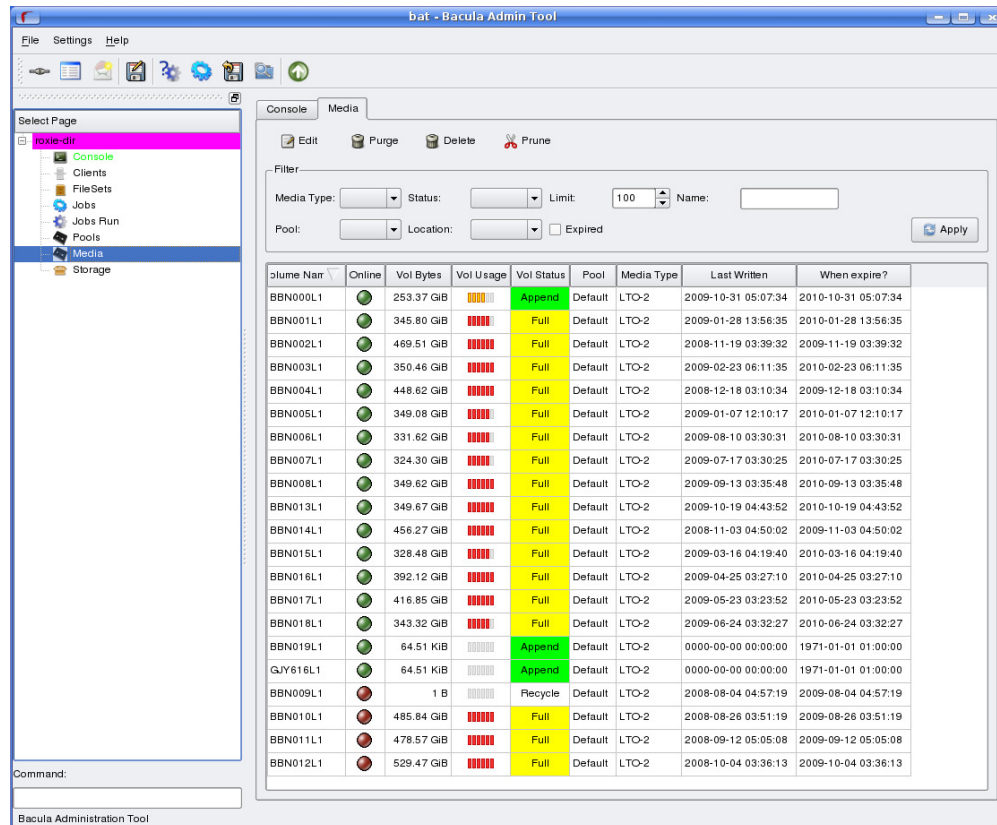 bat - Bacula Admin Tool
File Settings Help
Select Page
roxie-dir
Console
Clients
FileSets
Jobs
Jobs Run
Pools
Media
Storage
Command:
Bacula Administration Tool
Console Media
Edit Purge Delete Prune
Filter
Media Type: Status: Limit: 100 Name:
Pool: Location: Expired Apply
olume Nam Online Vol Bytes Vol Usage Vol Status Pool Media Type Last Written When expire?
BBN000L1 253.37 GiB Append Default LTO-2 2009-10-31 05:07:34 2010-10-31 05:07:34
BBN001L1 345.80 GiB Full Default LTO-2 2009-01-28 13:56:35 2010-01-28 13:56:35
BBN002L1 469.51 GiB Full Default LTO-2 2008-11-19 03:39:32 2009-11-19 03:39:32
BBN003L1 350.46 GiB Full Default LTO-2 2009-02-23 06:11:35 2010-02-23 06:11:35
BBN004L1 448.62 GiB Full Default LTO-2 2008-12-18 03:10:34 2009-12-18 03:10:34
BBN005L1 349.08 GiB Full Default LTO-2 2009-01-07 12:10:17 2010-01-07 12:10:17
BBN006L1 331.62 GiB Full Default LTO-2 2009-08-10 03:30:31 2010-08-10 03:30:31
BBN007L1 324.30 GiB Full Default LTO-2 2009-07-17 03:30:25 2010-07-17 03:30:25
BBN008L1 349.62 GiB Full Default LTO-2 2009-09-13 03:35:48 2010-09-13 03:35:48
BBN013L1 349.67 GiB Full Default LTO-2 2009-10-19 04:43:52 2010-10-19 04:43:52
BBN014L1 456.27 GiB Full Default LTO-2 2008-11-03 04:50:02 2009-11-03 04:50:02
BBN015L1 328.48 GiB Full Default LTO-2 2009-03-16 04:19:40 2010-03-16 04:19:40
BBN016L1 392.12 GiB Full Default LTO-2 2009-04-25 03:27:10 2010-04-25 03:27:10
BBN017L1 416.85 GiB Full Default LTO-2 2009-05-23 03:23:52 2010-05-23 03:23:52
BBN018L1 343.32 GiB Full Default LTO-2 2009-06-24 03:32:27 2010-06-24 03:32:27
BBN019L1 64.51 KiB Append Default LTO-2 0000-00-00 00:00:00 1971-01-01 01:00:00
GJY616L1 64.51 KiB Append Default LTO-2 0000-00-00 00:00:00 1971-01-01 01:00:00
BBN009L1 1 B Recycle Default LTO-2 2008-08-04 04:57:19 2009-08-04 04:57:19
BBN010L1 485.84 GiB Full Default LTO-2 2008-08-26 03:51:19 2009-08-26 03:51:19
BBN011L1 478.57 GiB Full Default LTO-2 2008-09-12 05:05:08 2009-09-12 05:05:08
BBN012L1 529.47 GiB Full Default LTO-2 2008-10-04 03:36:13 2009-10-04 03:36:13